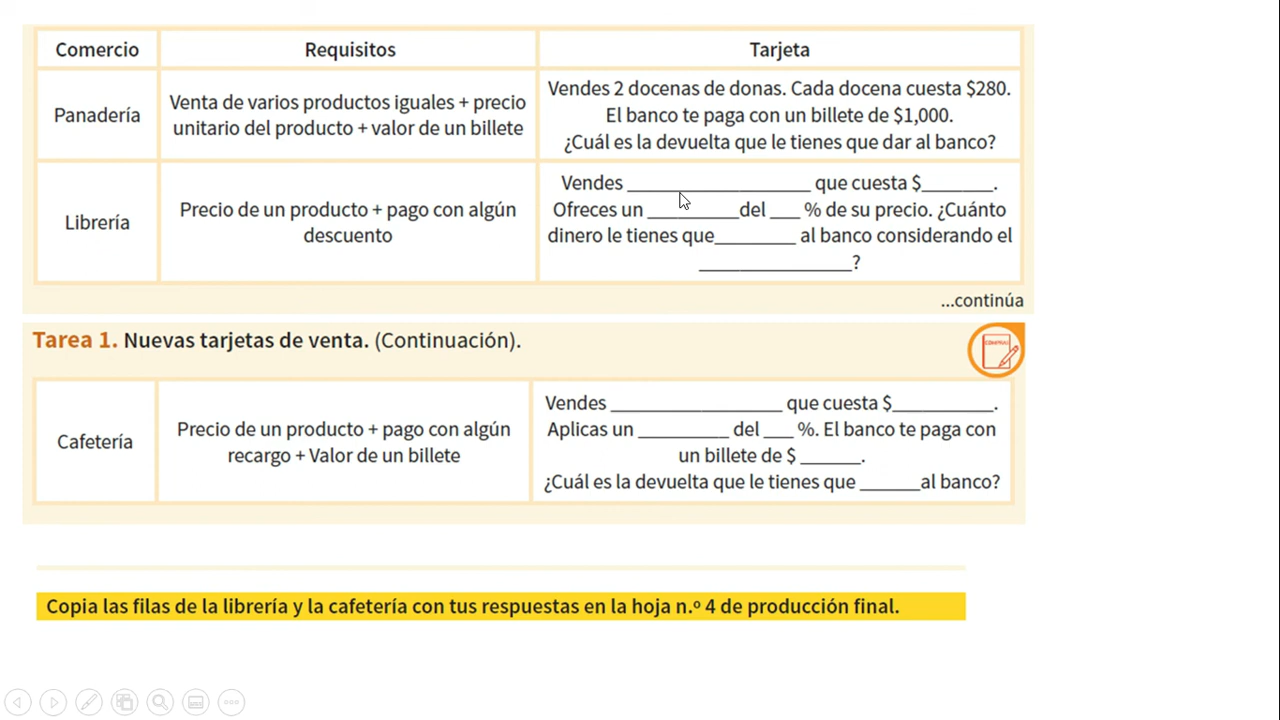 Comercio
Requisitos
Tarjeta
Panadería
Venta de varios productos iguales + precio
unitario del producto + valor de un billete
Vendes 2 docenas de donas. Cada docena cuesta $280.
El banco te paga con un billete de $1,000.
¿Cuál es la devuelta que le tienes que dar al banco?
Librería
Precio de un producto + pago con algún
descuento
Vendes __________________ que cuesta $_______.
Ofreces un _________del ___ % de su precio. ¿Cuánto
dinero le tienes que________ al banco considerando el
_______________?
...continúa
Tarea 1. Nuevas tarjetas de venta. (Continuación).
Cafetería
Precio de un producto + pago con algún
recargo + Valor de un billete
Vendes _________________ que cuesta $__________.
Aplicas un _________ del ___ %. El banco te paga con
un billete de $ ______.
¿Cuál es la devuelta que le tienes que ______al banco?
Copia las filas de la librería y la cafetería con tus respuestas en la hoja n.º 4 de producción final.